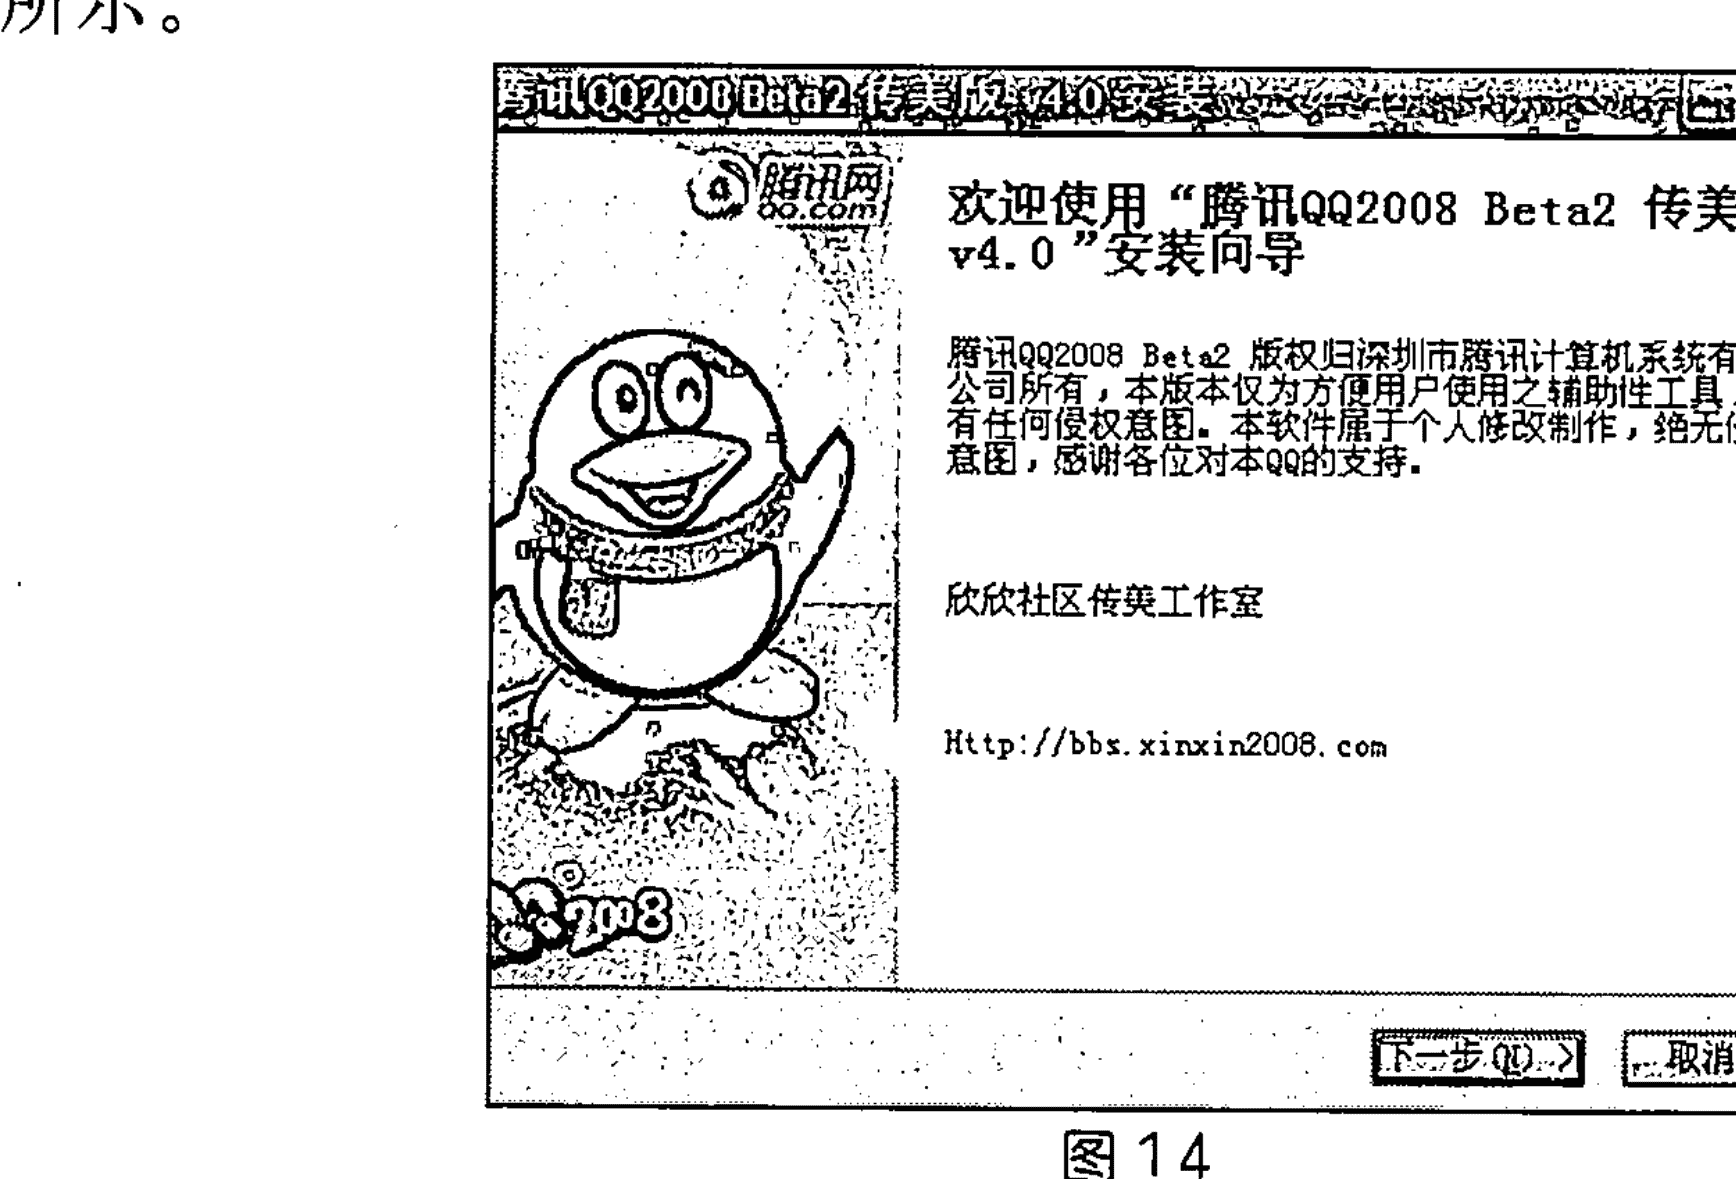 所示。
腾讯QQ2008 Beta2 传美版 v4.0 安装
腾讯网
QQ.com
欢迎使用“腾讯QQ2008 Beta2 传美
v4.0”安装向导
腾讯QQ2008 Beta2 版权归深圳市腾讯计算机系统有
公司所有，本版本仅为方便用户使用之辅助性工具，
有任何侵权意图。本软件属于个人修改制作，绝无
意图，感谢各位对本QQ的支持。
欣欣社区传美工作室
Http://bbs.xinxin2008.com
2008
下一步(N) >
取消
图 14